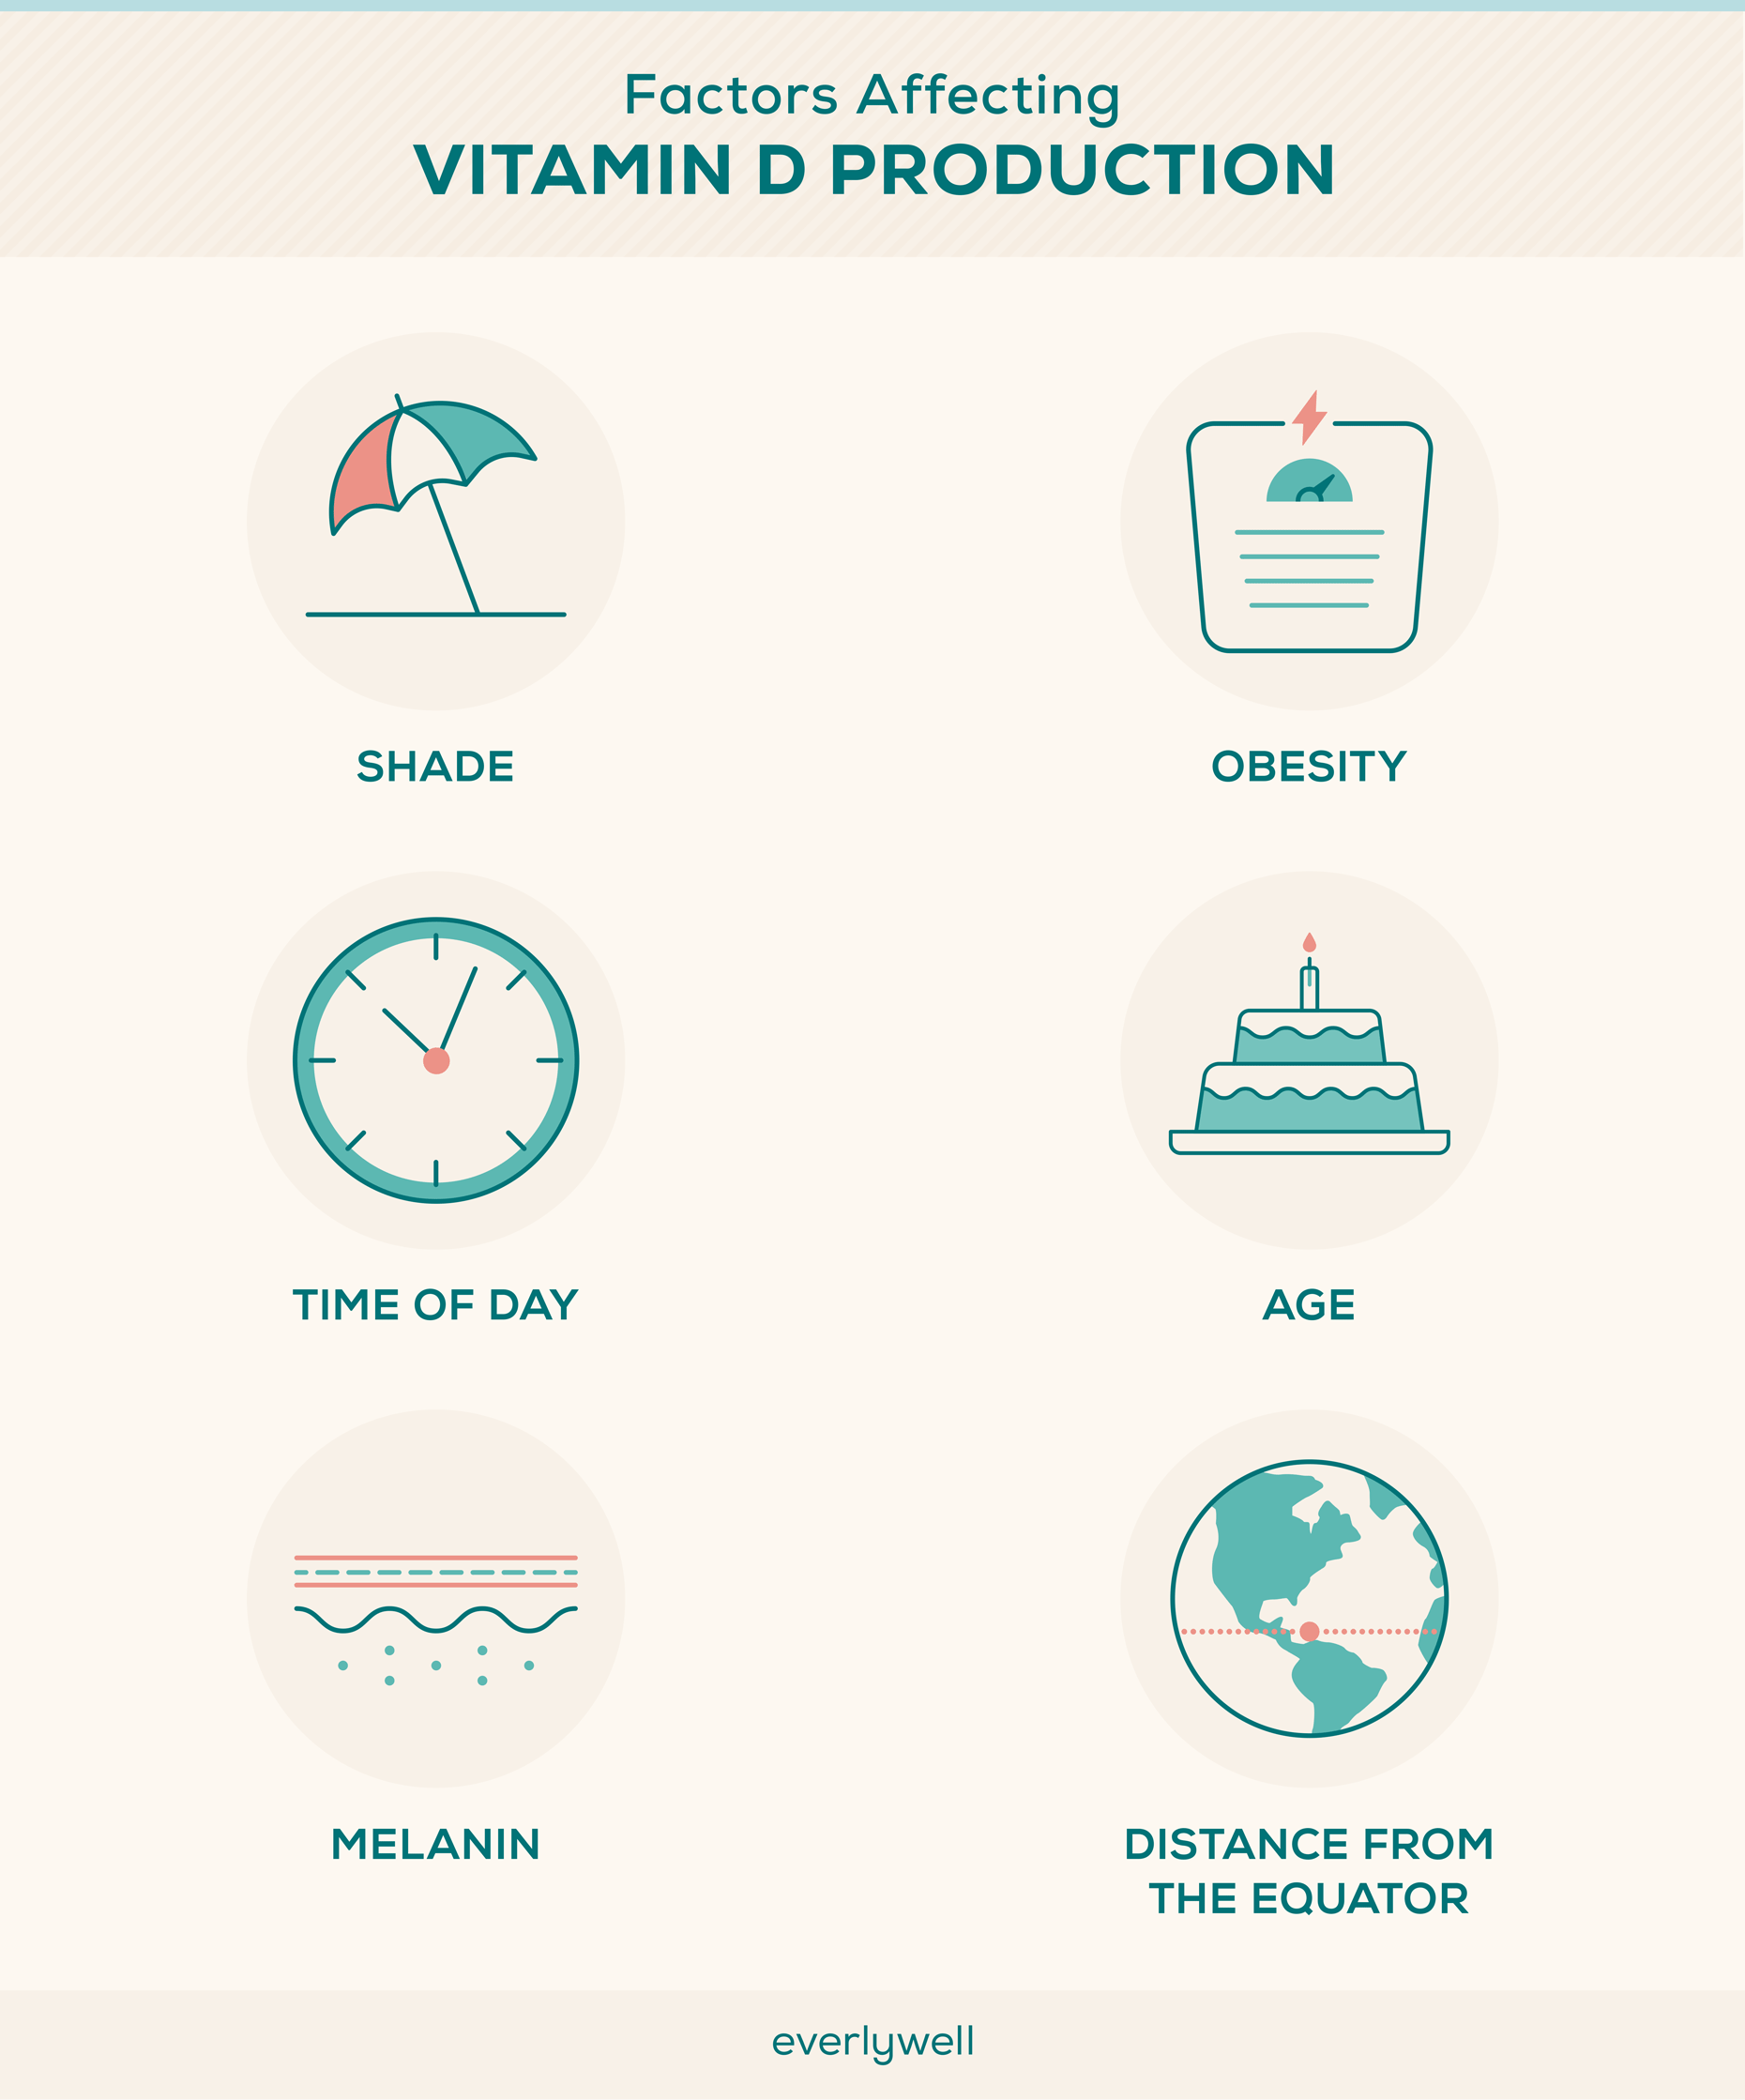 Factors Affecting
VITAMIN D PRODUCTION
SHADE
OBESITY
TIME OF DAY
AGE
MELANIN
DISTANCE FROM
THE EQUATOR
everlywell